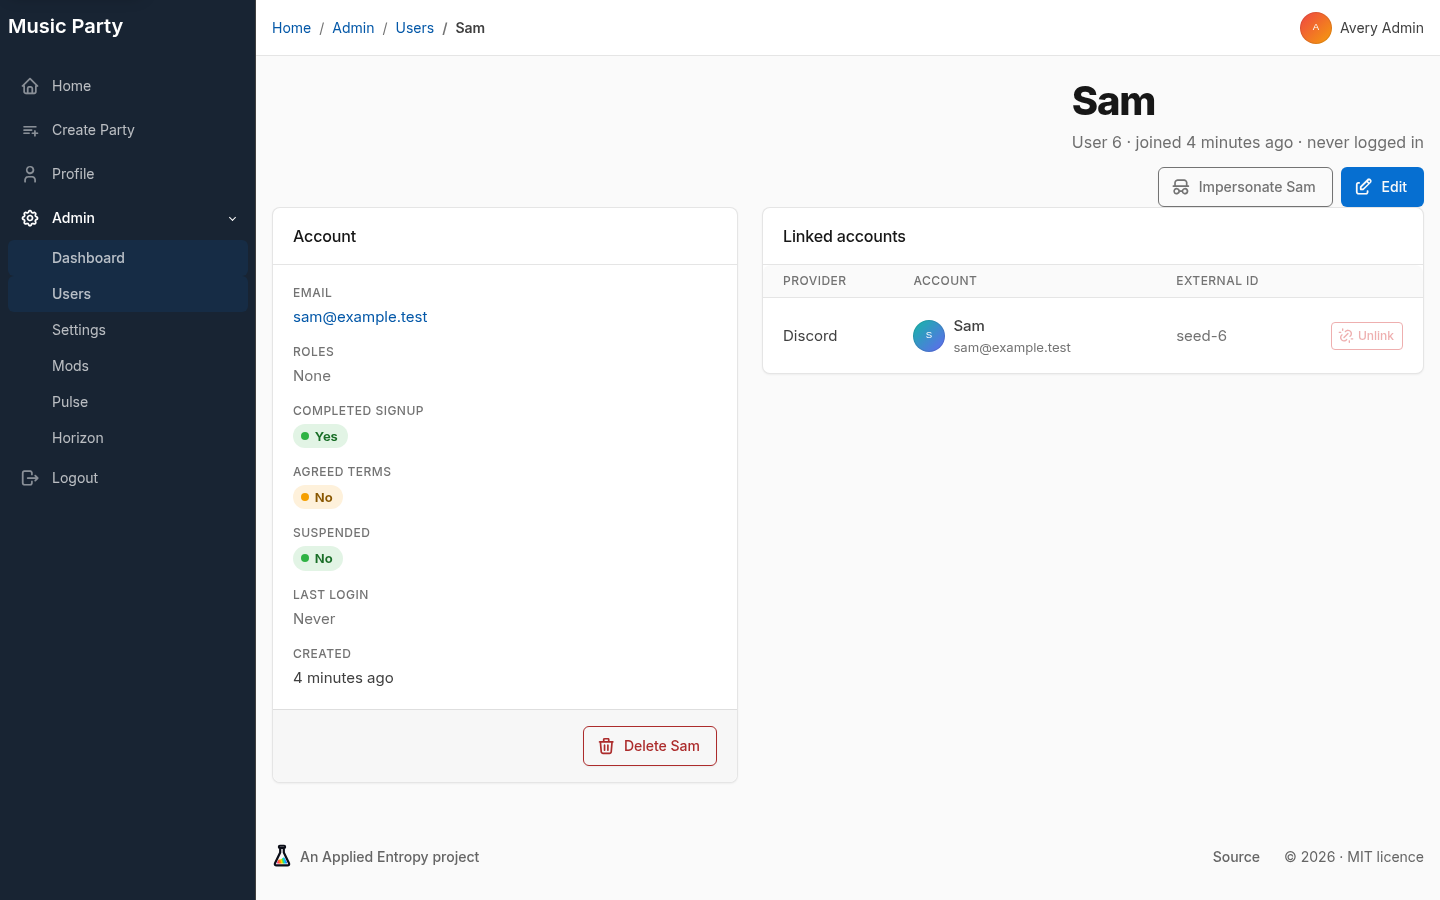 Music Party
Home
Create Party
Profile
Admin
Dashboard
Users
Settings
Mods
Pulse
Horizon
Logout
Home / Admin / Users / Sam
A Avery Admin
Sam
User 6 · joined 4 minutes ago · never logged in
Impersonate Sam
Edit
Account
EMAIL
sam@example.test
ROLES
None
COMPLETED SIGNUP
Yes
AGREED TERMS
No
SUSPENDED
No
LAST LOGIN
Never
CREATED
4 minutes ago
Delete Sam
Linked accounts
PROVIDER ACCOUNT EXTERNAL ID
Discord S Sam seed-6 Unlink
sam@example.test
An Applied Entropy project
Source © 2026 · MIT licence